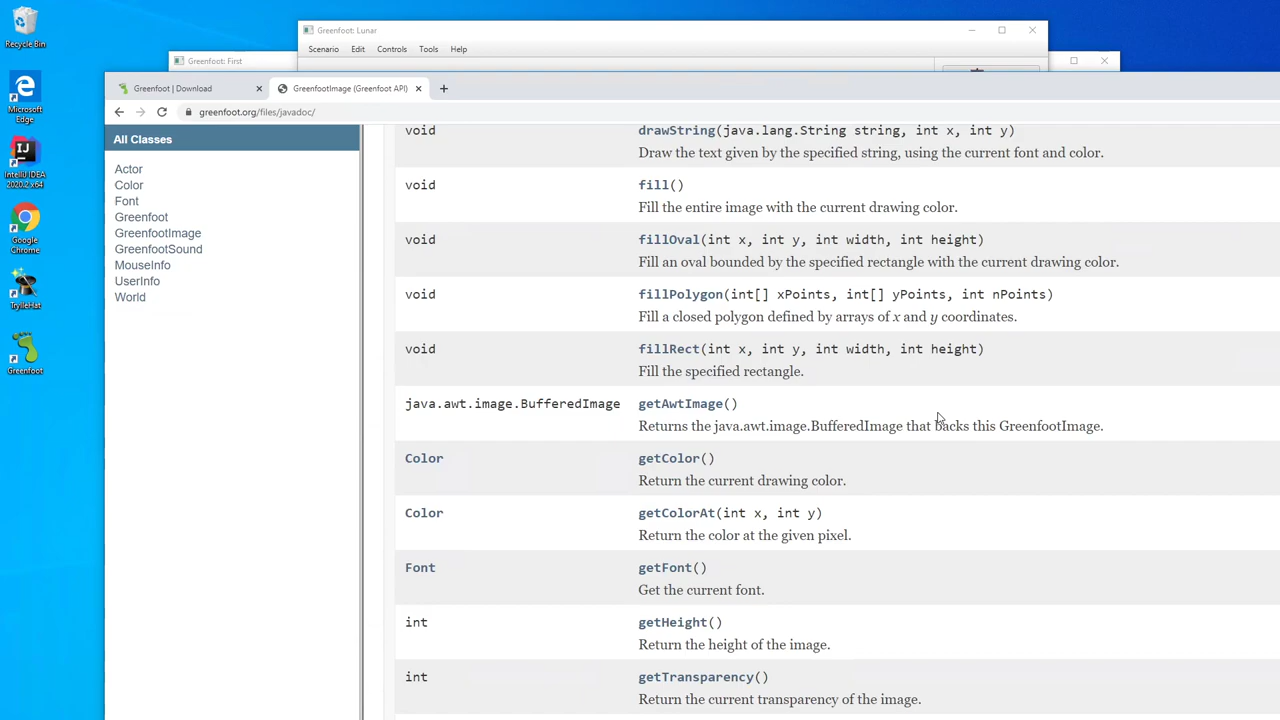 Recycle Bin
Microsoft
Edge
IntelliJ IDEA
2020.2 x64
Google
Chrome
TryileHat
Greenfoot
Greenfoot: Lunar
Scenario Edit Controls Tools Help
Greenfoot: First
Greenfoot | Download
GreenfootImage (Greenfoot API)
greenfoot.org/files/javadoc/
All Classes
Actor
Color
Font
Greenfoot
GreenfootImage
GreenfootSound
MouseInfo
UserInfo
World
void drawString(java.lang.String string, int x, int y)
Draw the text given by the specified string, using the current font and color.
void fill()
Fill the entire image with the current drawing color.
void fillOval(int x, int y, int width, int height)
Fill an oval bounded by the specified rectangle with the current drawing color.
void fillPolygon(int[] xPoints, int[] yPoints, int nPoints)
Fill a closed polygon defined by arrays of x and y coordinates.
void fillRect(int x, int y, int width, int height)
Fill the specified rectangle.
java.awt.image.BufferedImage getAwtImage()
Returns the java.awt.image.BufferedImage that backs this GreenfootImage.
Color getColor()
Return the current drawing color.
Color getColorAt(int x, int y)
Return the color at the given pixel.
Font getFont()
Get the current font.
int getHeight()
Return the height of the image.
int getTransparency()
Return the current transparency of the image.